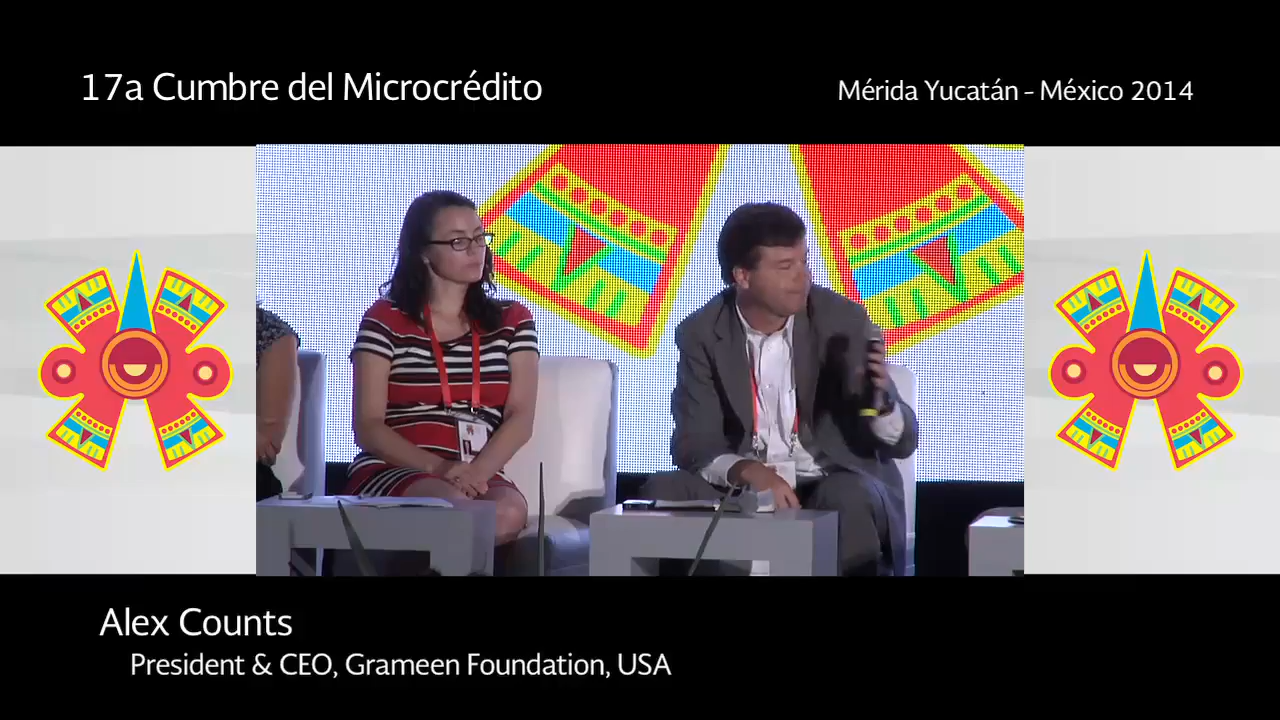 17a Cumbre del Microcrédito
Mérida Yucatán - México 2014
Alex Counts
President & CEO, Grameen Foundation, USA